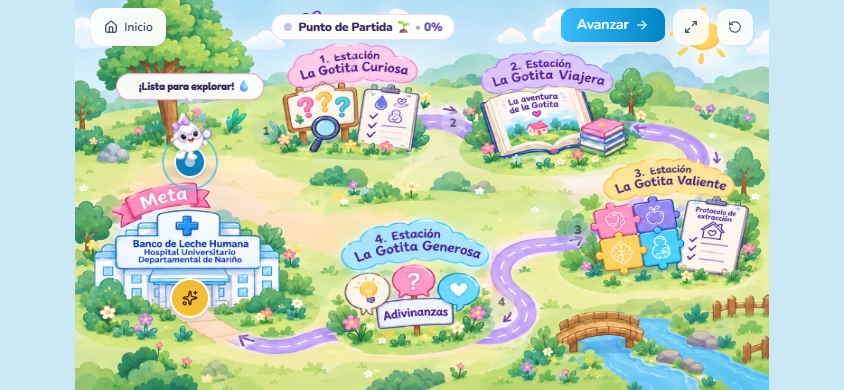 Inicio
Punto de Partida 🌱 • 0%
Avanzar →
¡Lista para explorar! 💧
1. Estación
La Gotita Curiosa
? ? ?
1
2
2. Estación
La Gotita Viajera
La aventura
de la Gotita
3. Estación
La Gotita Valiente
Protocolo de
extracción
3
Meta
Banco de Leche Humana
Hospital Universitario
Departamental de Nariño
4. Estación
La Gotita Generosa
?
Adivinanzas
4